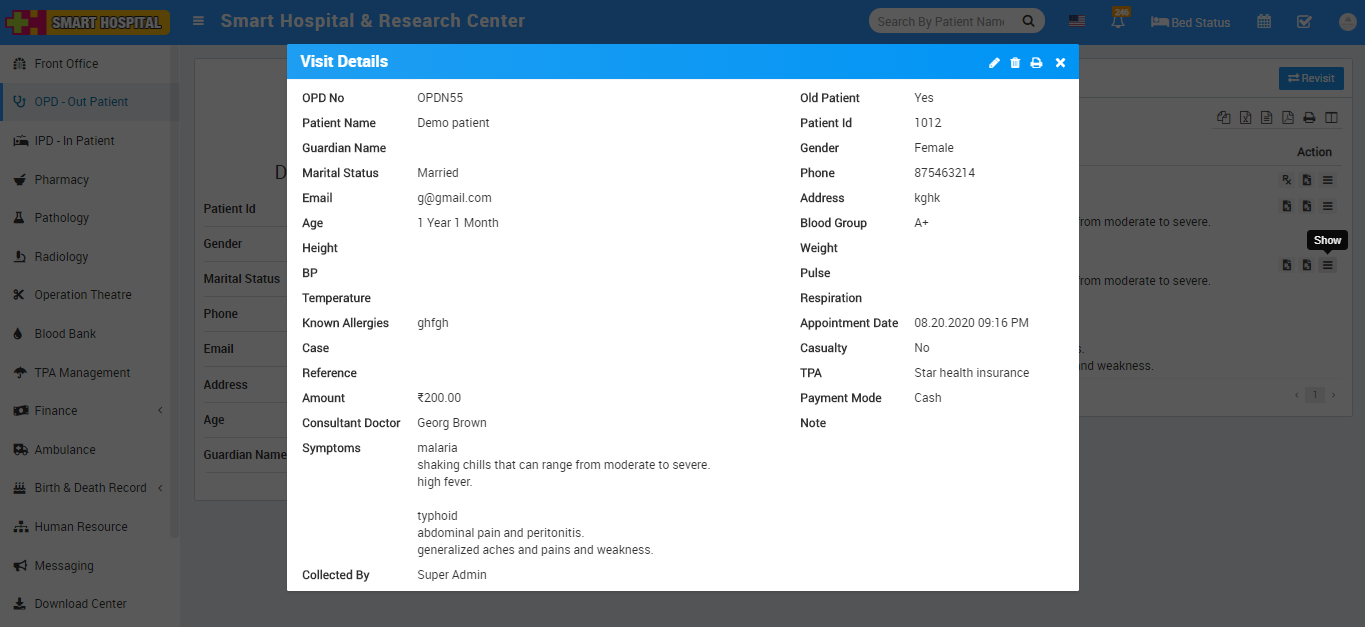 SMART HOSPITAL
Smart Hospital & Research Center
Search By Patient Name
245
Bed Status
Front Office
OPD - Out Patient
IPD - In Patient
Pharmacy
Pathology
Radiology
Operation Theatre
Blood Bank
TPA Management
Finance
Ambulance
Birth & Death Record
Human Resource
Messaging
Download Center
D
Patient Id
Gender
Marital Status
Phone
Email
Address
Age
Guardian Name
Visit Details
OPD No OPDN55 Old Patient Yes
Patient Name Demo patient Patient Id 1012
Guardian Name Gender Female
Marital Status Married Phone 875463214
Email g@gmail.com Address kghk
Age 1 Year 1 Month Blood Group A+
Height Weight
BP Pulse
Temperature Respiration
Known Allergies ghfgh Appointment Date 08.20.2020 09:16 PM
Case Casualty No
Reference TPA Star health insurance
Amount ₹200.00 Payment Mode Cash
Consultant Doctor Georg Brown Note
Symptoms malaria
shaking chills that can range from moderate to severe.
high fever.
typhoid
abdominal pain and peritonitis.
generalized aches and pains and weakness.
Collected By Super Admin
Revisit
Action
rom moderate to severe.
Show
rom moderate to severe.
s.
nd weakness.
1